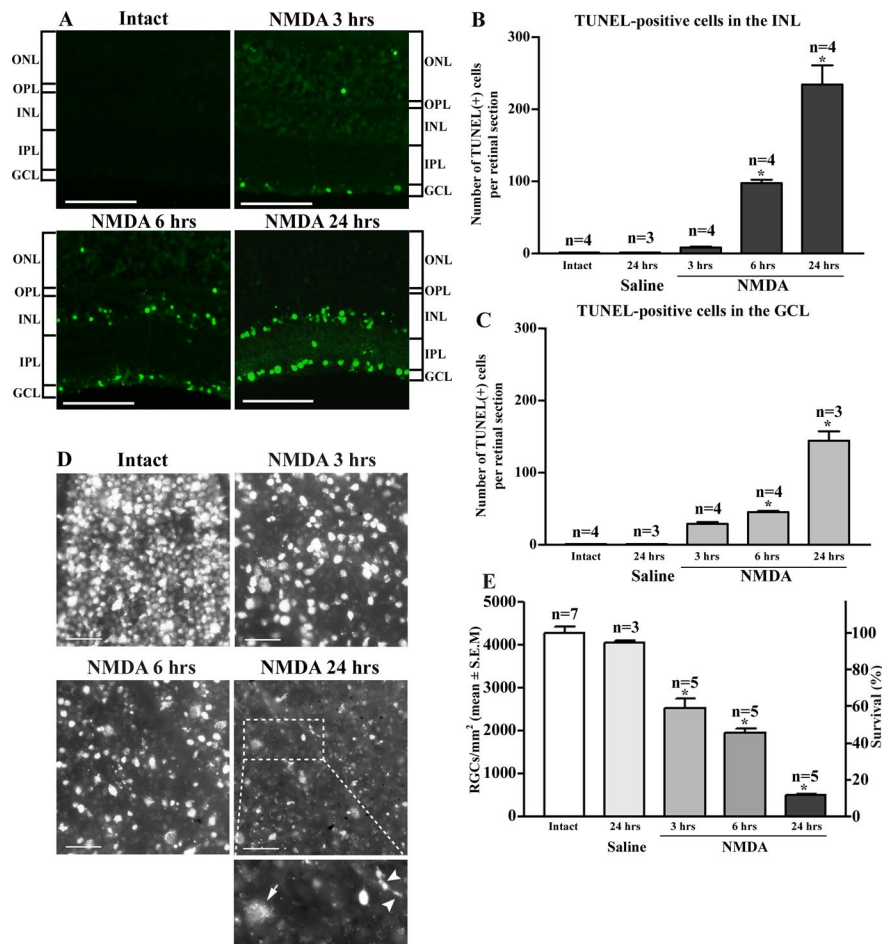 A
Intact
NMDA 3 hrs
ONL
OPL
INL
IPL
GCL
ONL
OPL
INL
IPL
GCL
NMDA 6 hrs
NMDA 24 hrs
ONL
OPL
INL
IPL
GCL
ONL
OPL
INL
IPL
GCL
B
TUNEL-positive cells in the INL
Number of TUNEL(+) cells
per retinal section
300
200
100
0
n=4
n=3
n=4
n=4
*
n=4
*
Intact
24 hrs
3 hrs
6 hrs
24 hrs
Saline
NMDA
C
TUNEL-positive cells in the GCL
Number of TUNEL(+) cells
per retinal section
300
200
100
0
n=4
n=3
n=4
n=4
*
n=3
*
Intact
24 hrs
3 hrs
6 hrs
24 hrs
Saline
NMDA
D
Intact
NMDA 3 hrs
NMDA 6 hrs
NMDA 24 hrs
E
RGCs/mm² (mean ± S.E.M)
5000
4000
3000
2000
1000
0
n=7
n=3
n=5
*
n=5
*
n=5
*
100
80
60
40
20
0
Survival (%)
Intact
24 hrs
3 hrs
6 hrs
24 hrs
Saline
NMDA